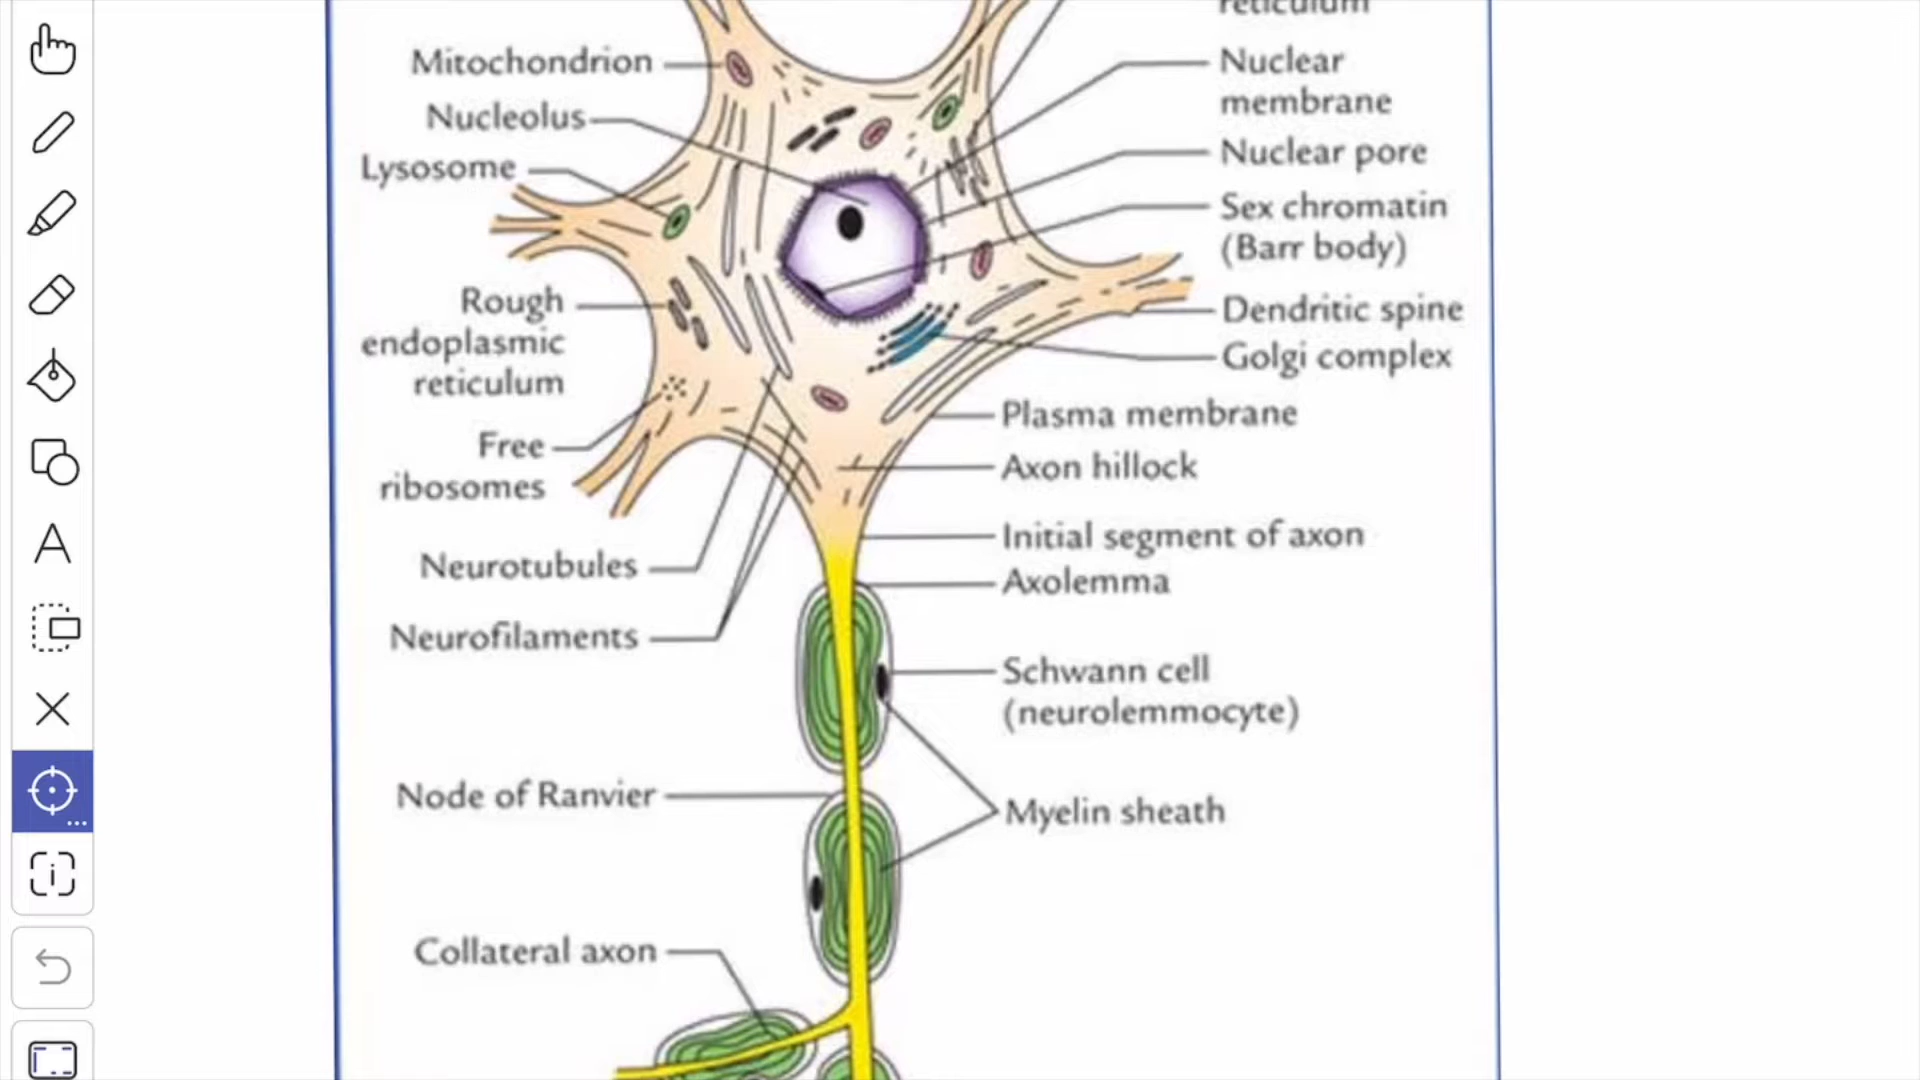 reticulum
Mitochondrion
Nucleolus
Lysosome
Rough
endoplasmic
reticulum
Free
ribosomes
Neurotubules
Neurofilaments
Node of Ranvier
Collateral axon
Nuclear
membrane
Nuclear pore
Sex chromatin
(Barr body)
Dendritic spine
Golgi complex
Plasma membrane
Axon hillock
Initial segment of axon
Axolemma
Schwann cell
(neurolemmocyte)
Myelin sheath